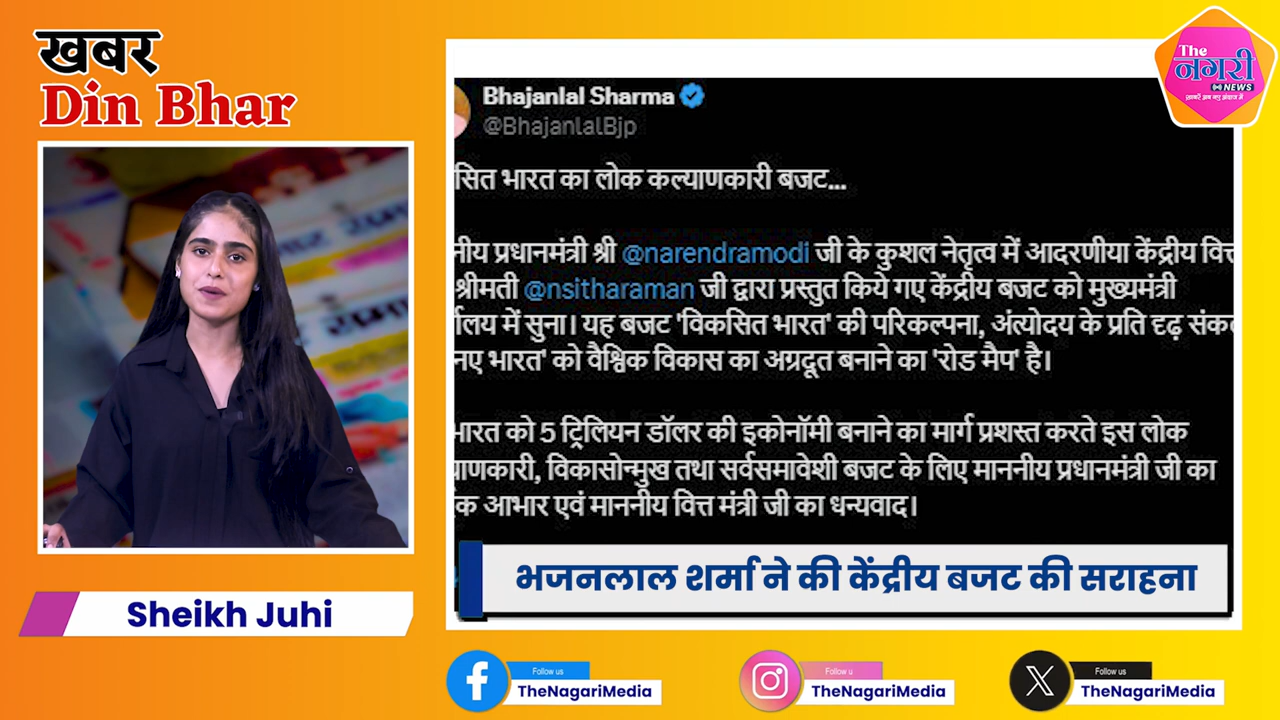 खबर
Din Bhar
The
नगरी
NEWS
Bhajanlal Sharma
@BhajanlalBjp
सित भारत का लोक कल्याणकारी बजट...
नीय प्रधानमंत्री श्री @narendramodi जी के कुशल नेतृत्व में आदरणीया केंद्रीय वित्त
श्रीमती @nsitharaman जी द्वारा प्रस्तुत किये गए केंद्रीय बजट को मुख्यमंत्री
लय में सुना। यह बजट 'विकसित भारत' की परिकल्पना, अंत्योदय के प्रति दृढ़ संक
नए भारत' को वैश्विक विकास का अग्रदूत बनाने का 'रोड मैप' है।
भारत को 5 ट्रिलियन डॉलर की इकोनॉमी बनाने का मार्ग प्रशस्त करते इस लोक
याणकारी, विकासोन्मुख तथा सर्वसमावेशी बजट के लिए माननीय प्रधानमंत्री जी का
क आभार एवं माननीय वित्त मंत्री जी का धन्यवाद।
भजनलाल शर्मा ने की केंद्रीय बजट की सराहना
Sheikh Juhi
Follow us
TheNagariMedia
Follow u
TheNagariMedia
Follow us
TheNagariMedia